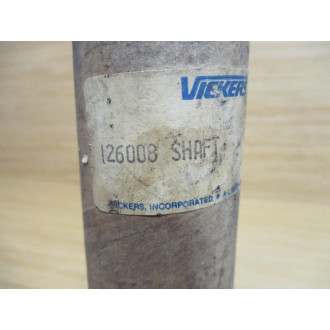 VICKERS
126008 SHAFT
VICKERS, INCORPORATED